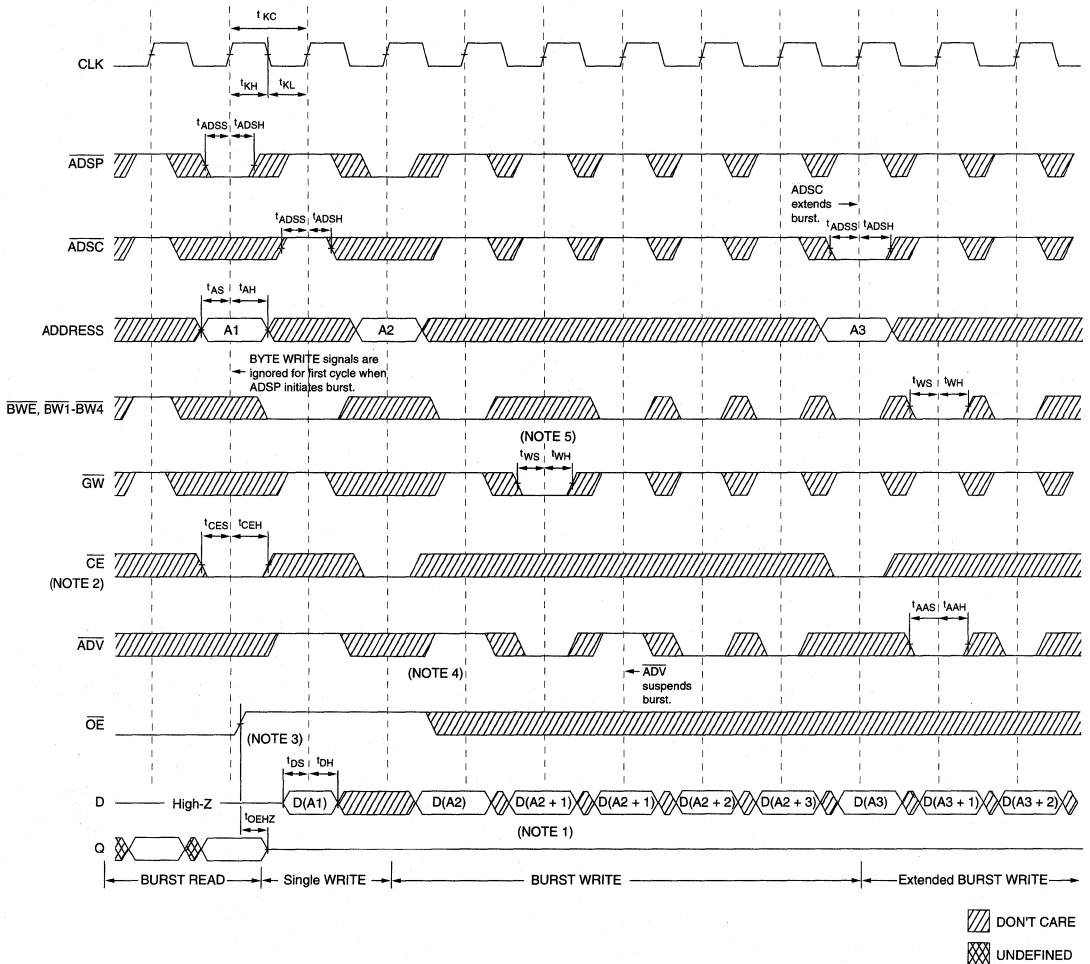 t KC
CLK
tKH tKL
tADSS tADSH
ADSP
ADSC extends burst.
tADSS tADSH
tADSS tADSH
ADSC
tAS tAH
ADDRESS A1 A2 A3
BYTE WRITE signals are
ignored for first cycle when
ADSP initiates burst.
BWE, BW1-BW4
tWS tWH
(NOTE 5)
tWS tWH
GW
tCES tCEH
CE
(NOTE 2)
tAAS tAAH
ADV
(NOTE 4)
ADV suspends burst.
OE
(NOTE 3)
tDS tDH
D High-Z D(A1) D(A2) D(A2 + 1) D(A2 + 1) D(A2 + 2) D(A2 + 3) D(A3) D(A3 + 1) D(A3 + 2)
tOEHZ
(NOTE 1)
Q
BURST READ Single WRITE BURST WRITE Extended BURST WRITE
DON'T CARE
UNDEFINED